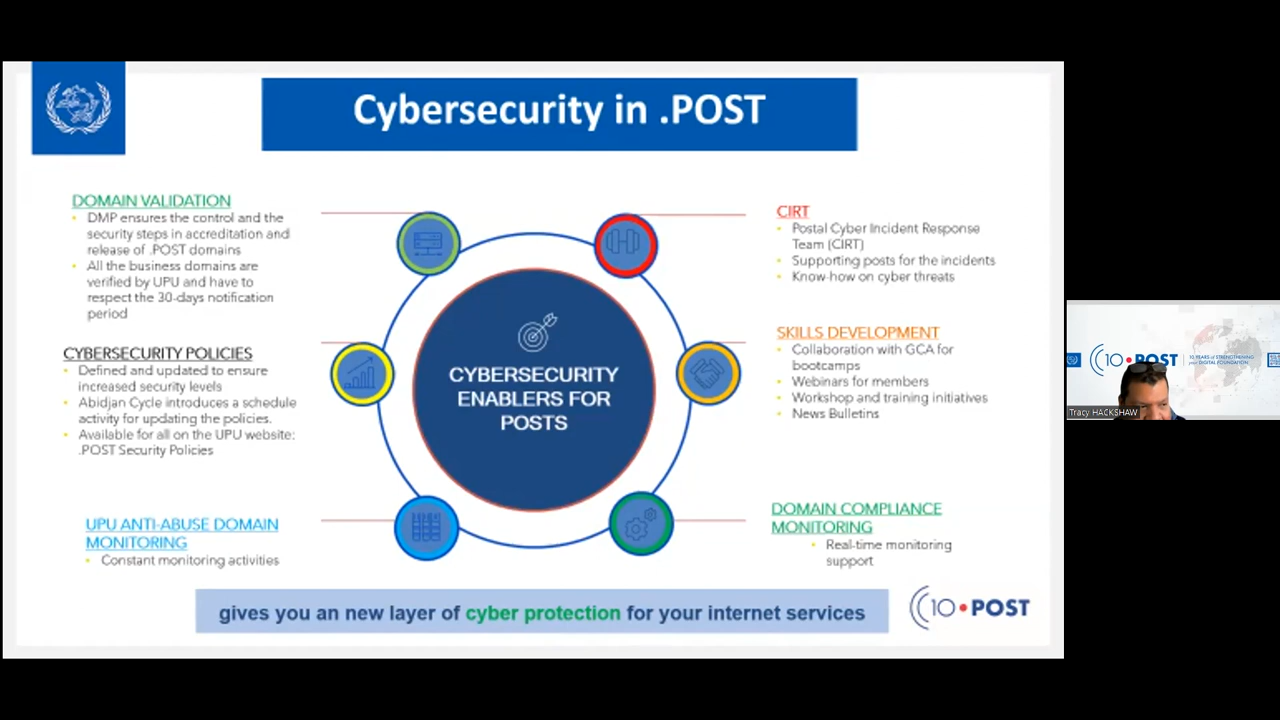 Cybersecurity in .POST
DOMAIN VALIDATION
• DMP ensures the control and the
security steps in accreditation and
release of .POST domains
• All the business domains are
verified by UPU and have to
respect the 30-days notification
period
CYBERSECURITY POLICIES
• Defined and updated to ensure
increased security levels
• Abidjan Cycle introduces a schedule
activity for updating the policies.
• Available for all on the UPU website:
.POST Security Policies
UPU ANTI-ABUSE DOMAIN
MONITORING
• Constant monitoring activities
CYBERSECURITY
ENABLERS FOR
POSTS
CIRT
• Postal Cyber Incident Response
Team (CIRT)
• Supporting posts for the incidents
• Know-how on cyber threats
SKILLS DEVELOPMENT
• Collaboration with GCA for
bootcamps
• Webinars for members
• Workshop and training initiatives
• News Bulletins
DOMAIN COMPLIANCE
MONITORING
• Real-time monitoring
support
gives you an new layer of cyber protection for your internet services
10 • POST
10 • POST
10 YEARS OF STRENGTHENING
your DIGITAL FOUNDATION
Tracy HACKSHAW